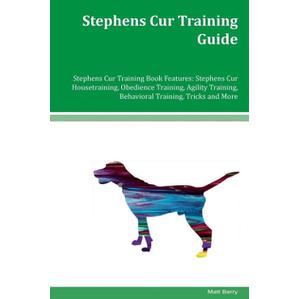 Stephens Cur Training
Guide
Stephens Cur Training Book Features: Stephens Cur
Housetraining, Obedience Training, Agility Training,
Behavioral Training, Tricks and More
Matt Barry